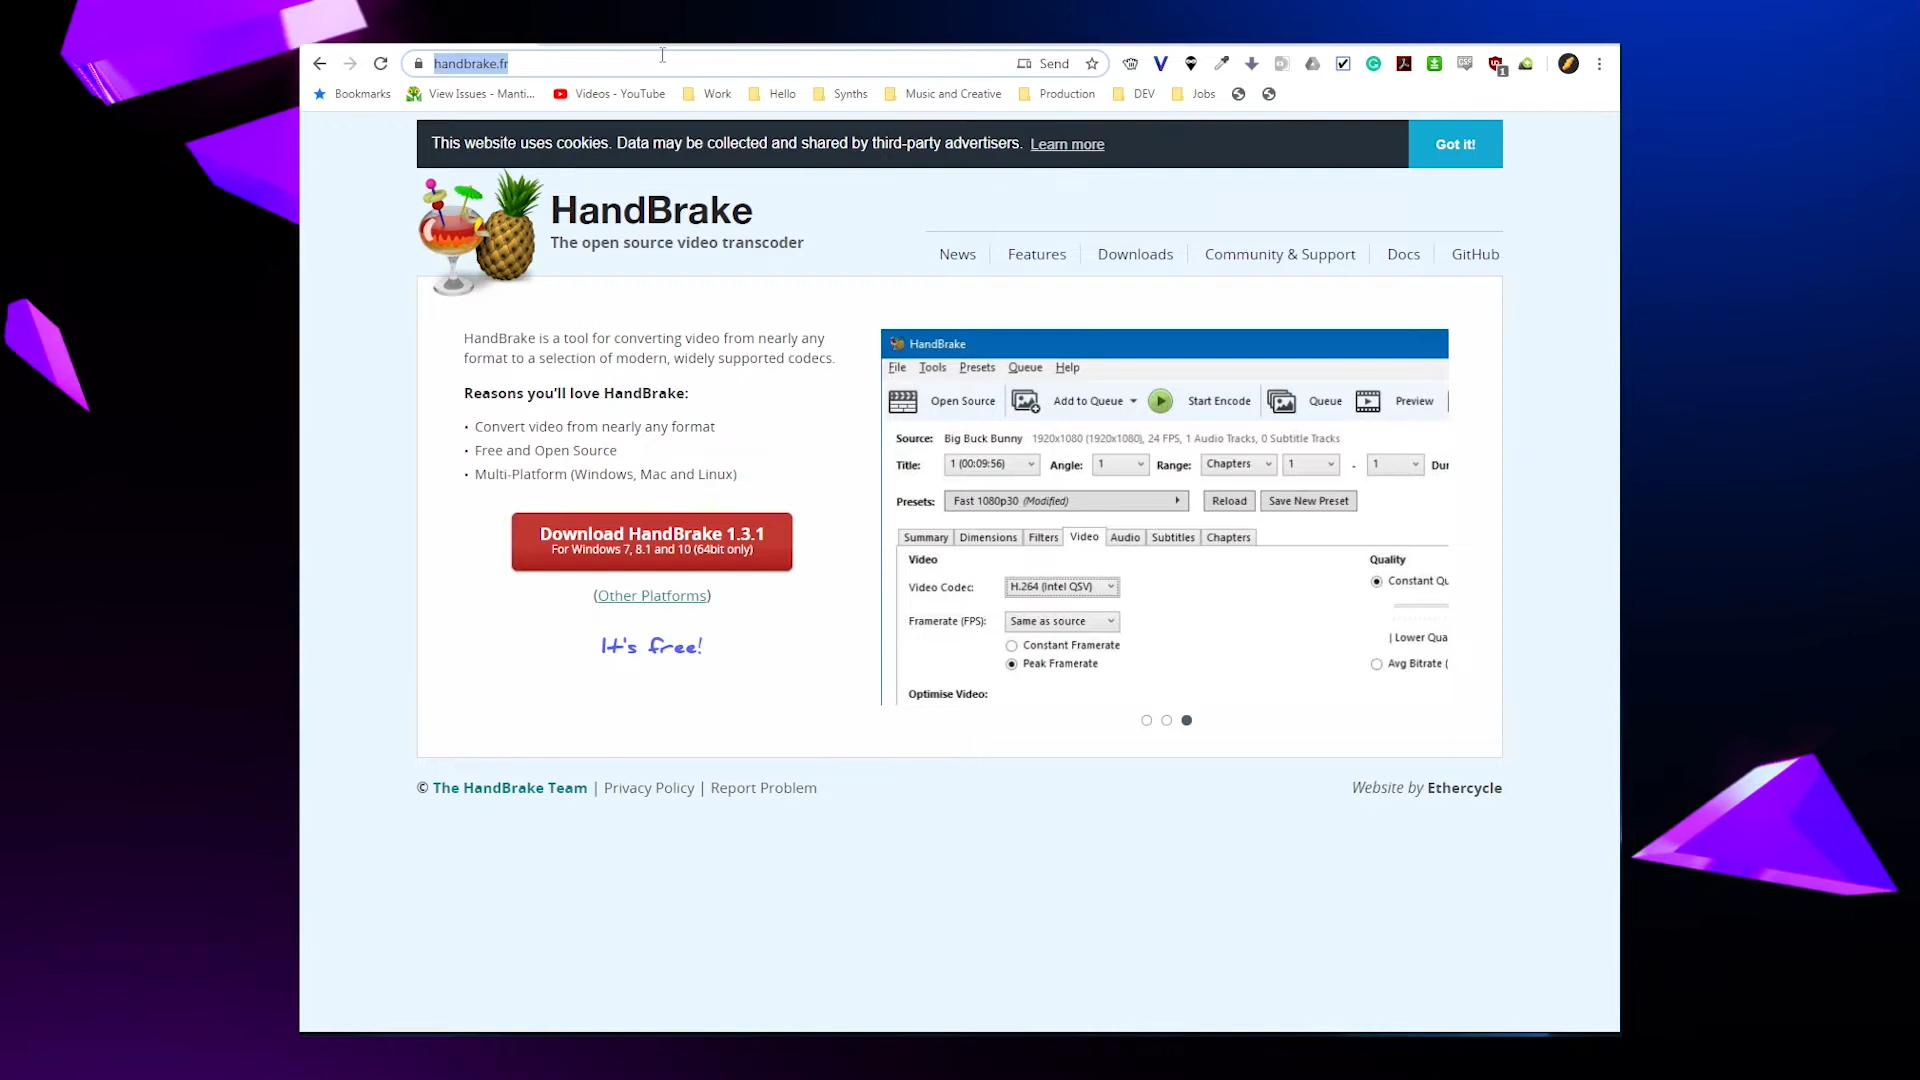 handbrake.fr
Send
Bookmarks
View Issues - Manti...
Videos - YouTube
Work
Hello
Synths
Music and Creative
Production
DEV
Jobs
This website uses cookies. Data may be collected and shared by third-party advertisers. Learn more
Got it!
HandBrake
The open source video transcoder
News
Features
Downloads
Community & Support
Docs
GitHub
HandBrake is a tool for converting video from nearly any
format to a selection of modern, widely supported codecs.
Reasons you'll love HandBrake:
• Convert video from nearly any format
• Free and Open Source
• Multi-Platform (Windows, Mac and Linux)
Download HandBrake 1.3.1
For Windows 7, 8.1 and 10 (64bit only)
(Other Platforms)
It's free!
HandBrake
File Tools Presets Queue Help
Open Source
Add to Queue
Start Encode
Queue
Preview
Source: Big Buck Bunny 1920x1080 (1920x1080), 24 FPS, 1 Audio Tracks, 0 Subtitle Tracks
Title: 1 (00:09:56) Angle: 1 Range: Chapters 1 - 1 Dur
Presets: Fast 1080p30 (Modified) Reload Save New Preset
Summary Dimensions Filters Video Audio Subtitles Chapters
Video
Quality
Video Codec: H.264 (Intel QSV)
Constant Qu
Framerate (FPS): Same as source
| Lower Qua
Constant Framerate
Peak Framerate
Avg Bitrate (
Optimise Video:
© The HandBrake Team | Privacy Policy | Report Problem
Website by Ethercycle